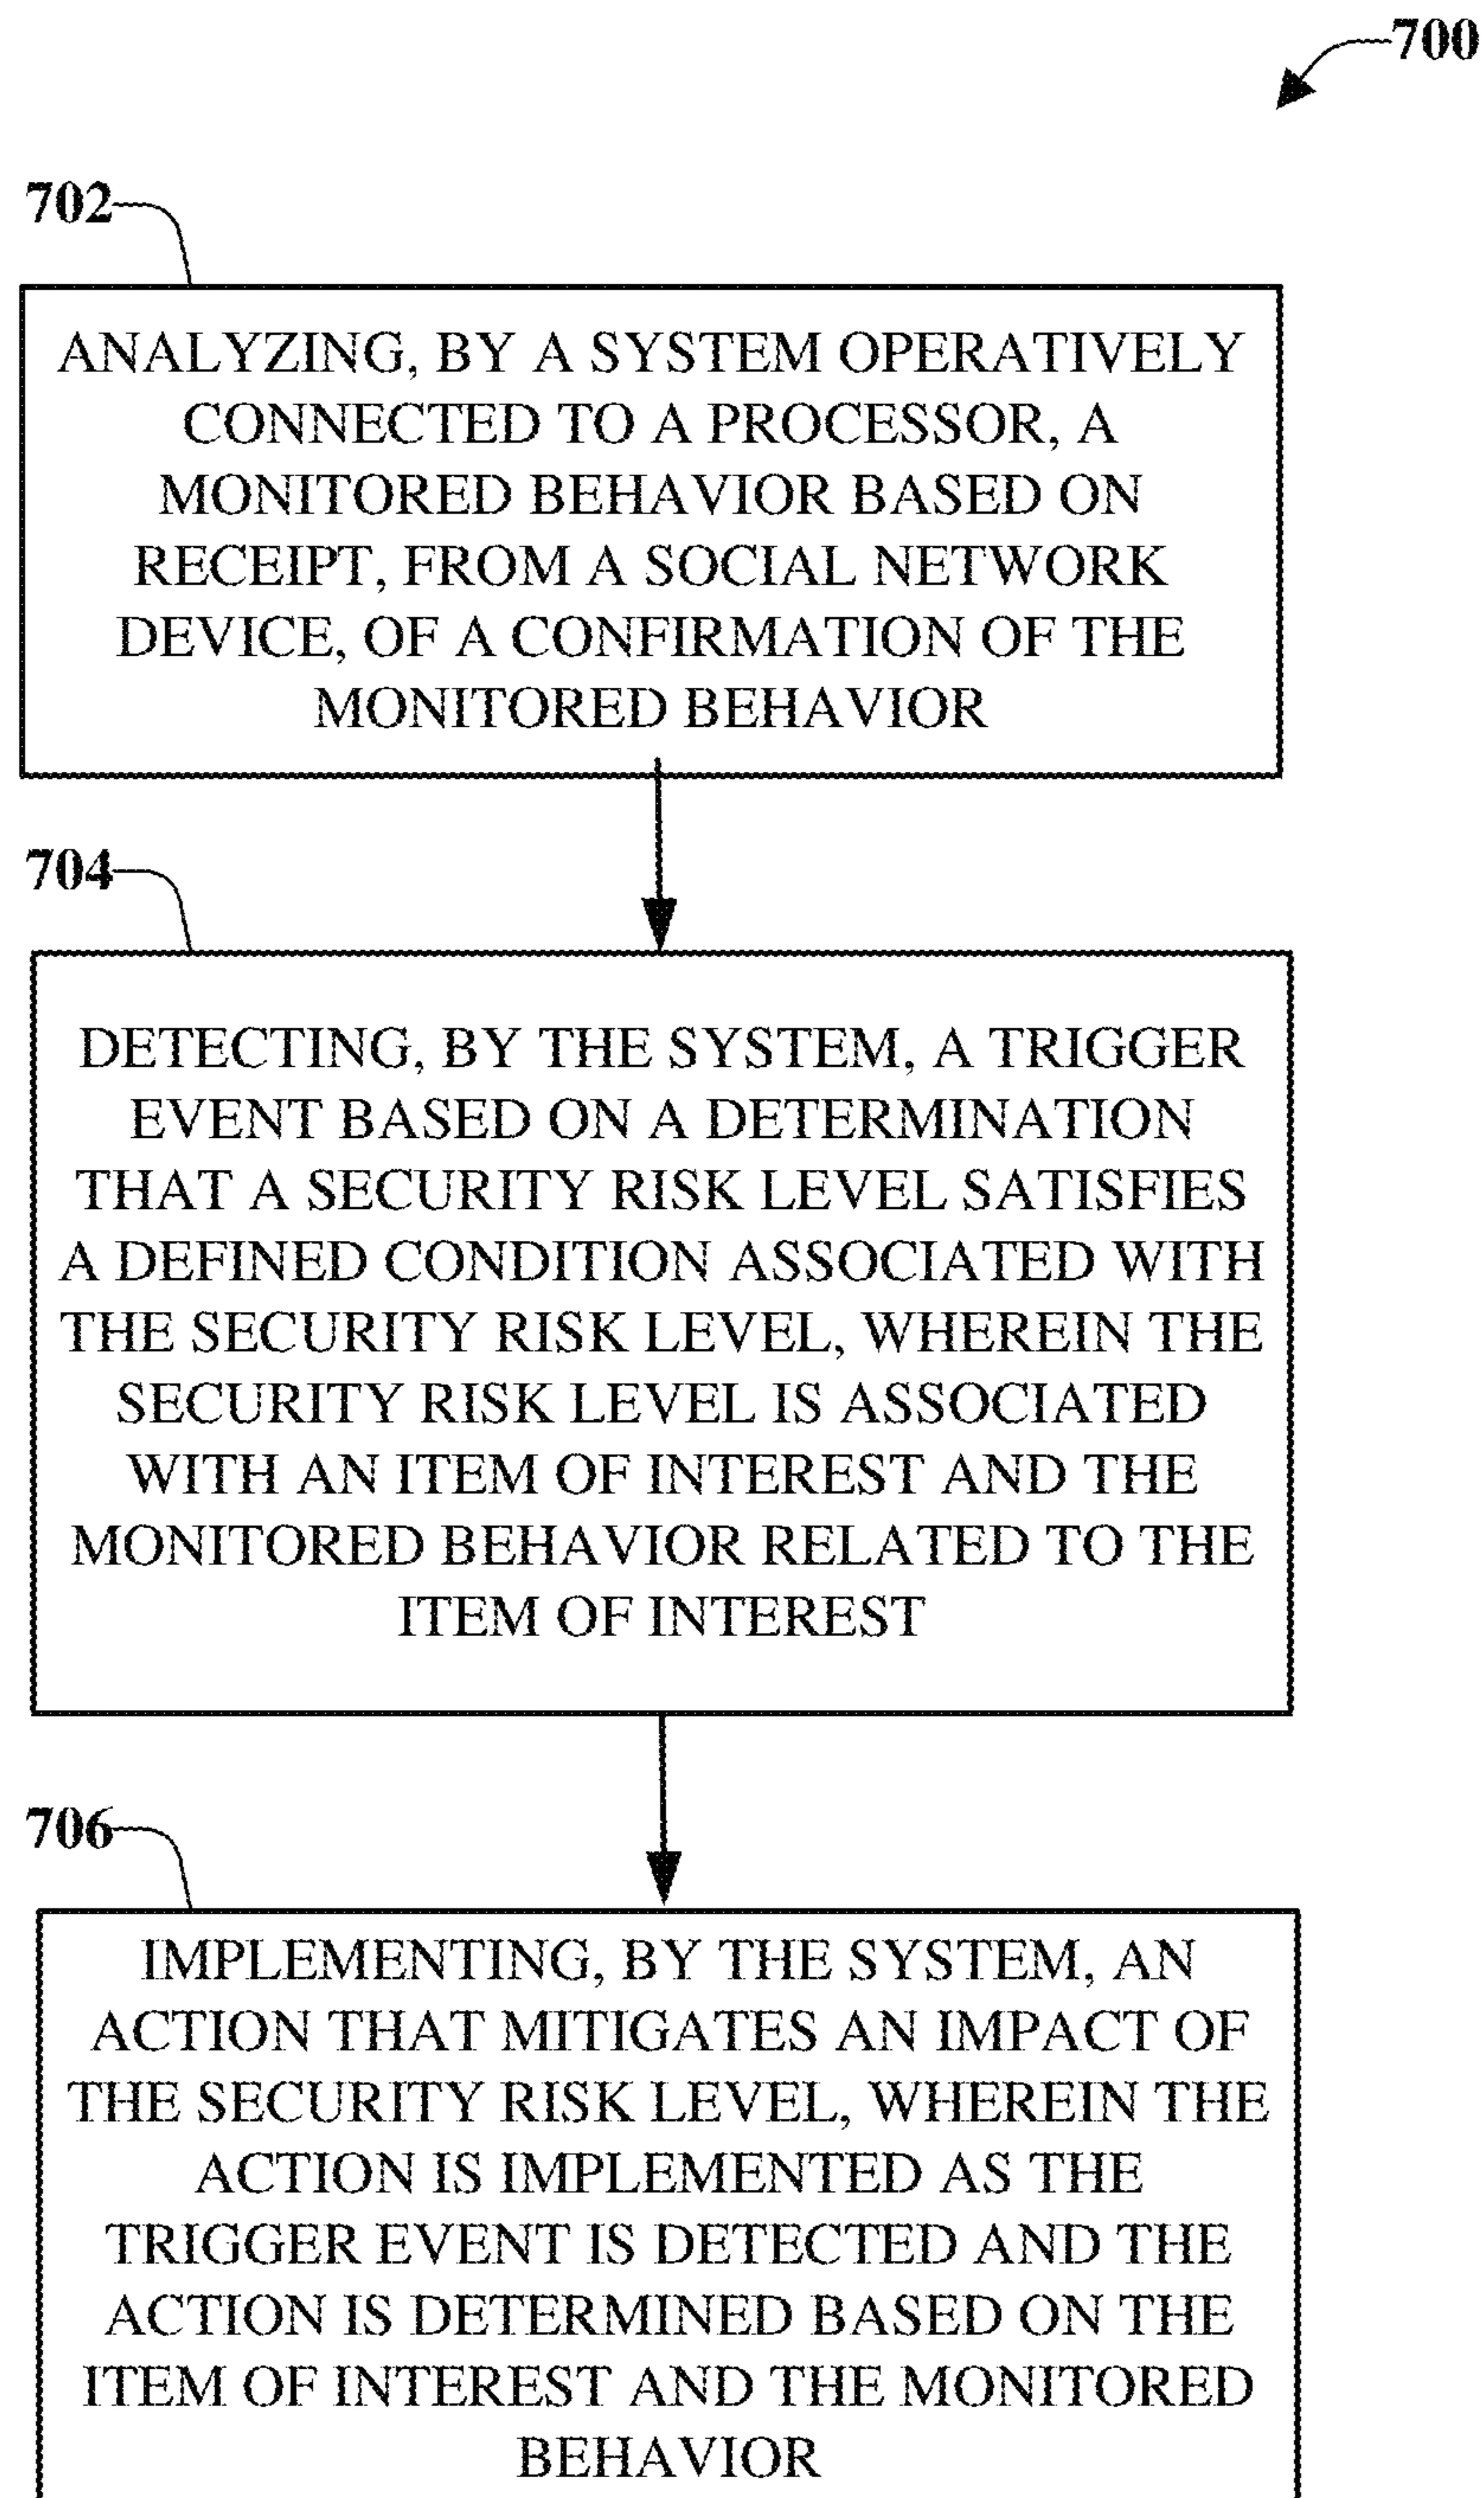 700
702
ANALYZING, BY A SYSTEM OPERATIVELY
CONNECTED TO A PROCESSOR, A
MONITORED BEHAVIOR BASED ON
RECEIPT, FROM A SOCIAL NETWORK
DEVICE, OF A CONFIRMATION OF THE
MONITORED BEHAVIOR
704
DETECTING, BY THE SYSTEM, A TRIGGER
EVENT BASED ON A DETERMINATION
THAT A SECURITY RISK LEVEL SATISFIES
A DEFINED CONDITION ASSOCIATED WITH
THE SECURITY RISK LEVEL, WHEREIN THE
SECURITY RISK LEVEL IS ASSOCIATED
WITH AN ITEM OF INTEREST AND THE
MONITORED BEHAVIOR RELATED TO THE
ITEM OF INTEREST
706
IMPLEMENTING, BY THE SYSTEM, AN
ACTION THAT MITIGATES AN IMPACT OF
THE SECURITY RISK LEVEL, WHEREIN THE
ACTION IS IMPLEMENTED AS THE
TRIGGER EVENT IS DETECTED AND THE
ACTION IS DETERMINED BASED ON THE
ITEM OF INTEREST AND THE MONITORED
BEHAVIOR